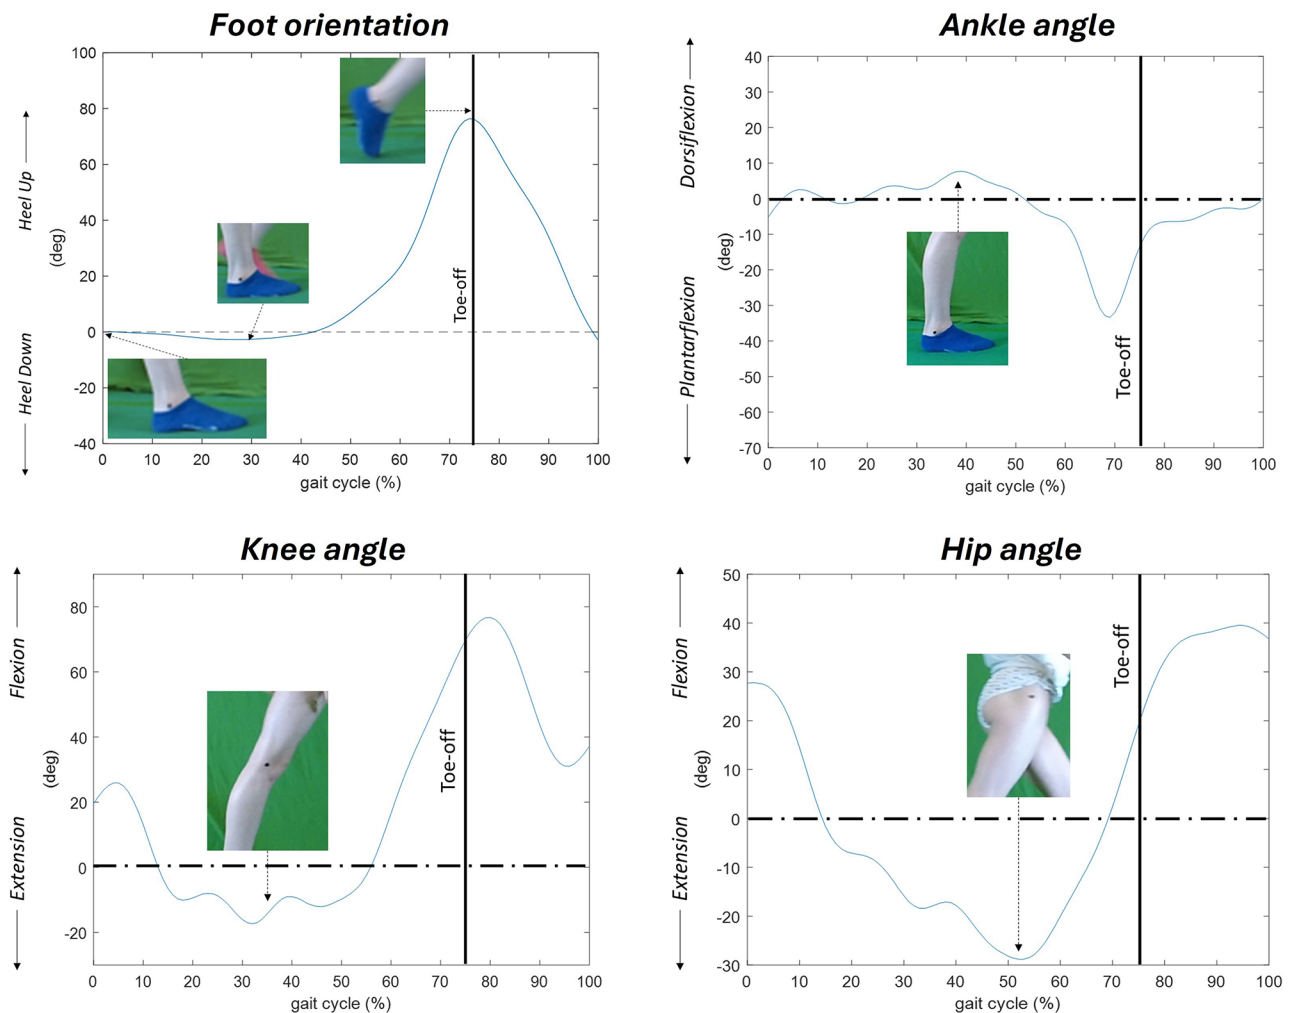 Foot orientation
Heel Up
Heel Down
(deg)
100
80
60
40
20
0
-20
-40
Toe-off
0 10 20 30 40 50 60 70 80 90 100
gait cycle (%)
Ankle angle
Dorsiflexion
Plantarflexion
(deg)
40
30
20
10
0
-10
-20
-30
-40
-50
-60
-70
Toe-off
0 10 20 30 40 50 60 70 80 90 100
gait cycle (%)
Knee angle
Flexion
Extension
(deg)
80
60
40
20
0
-20
Toe-off
0 10 20 30 40 50 60 70 80 90 100
gait cycle (%)
Hip angle
Flexion
Extension
(deg)
50
40
30
20
10
0
-10
-20
-30
Toe-off
0 10 20 30 40 50 60 70 80 90 100
gait cycle (%)